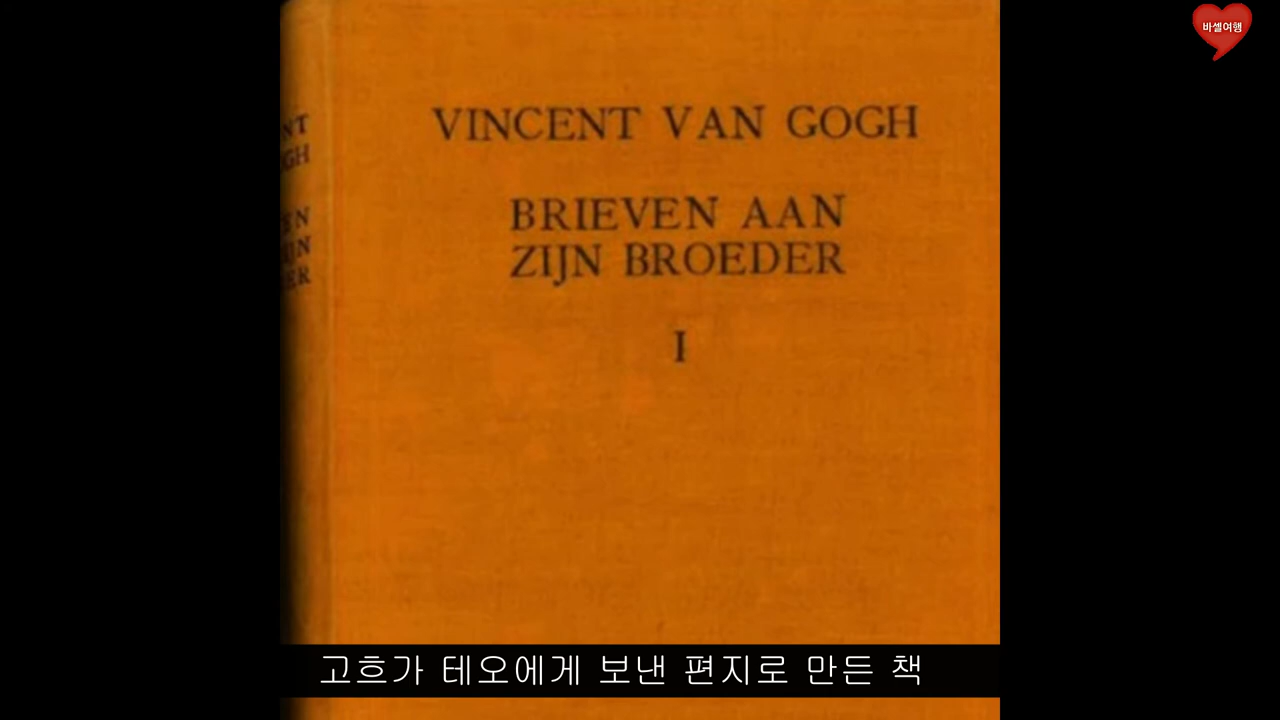 바셀여행
VINCENT VAN GOGH
BRIEVEN AAN
ZIJN BROEDER
I
고흐가 테오에게 보낸 편지로 만든 책